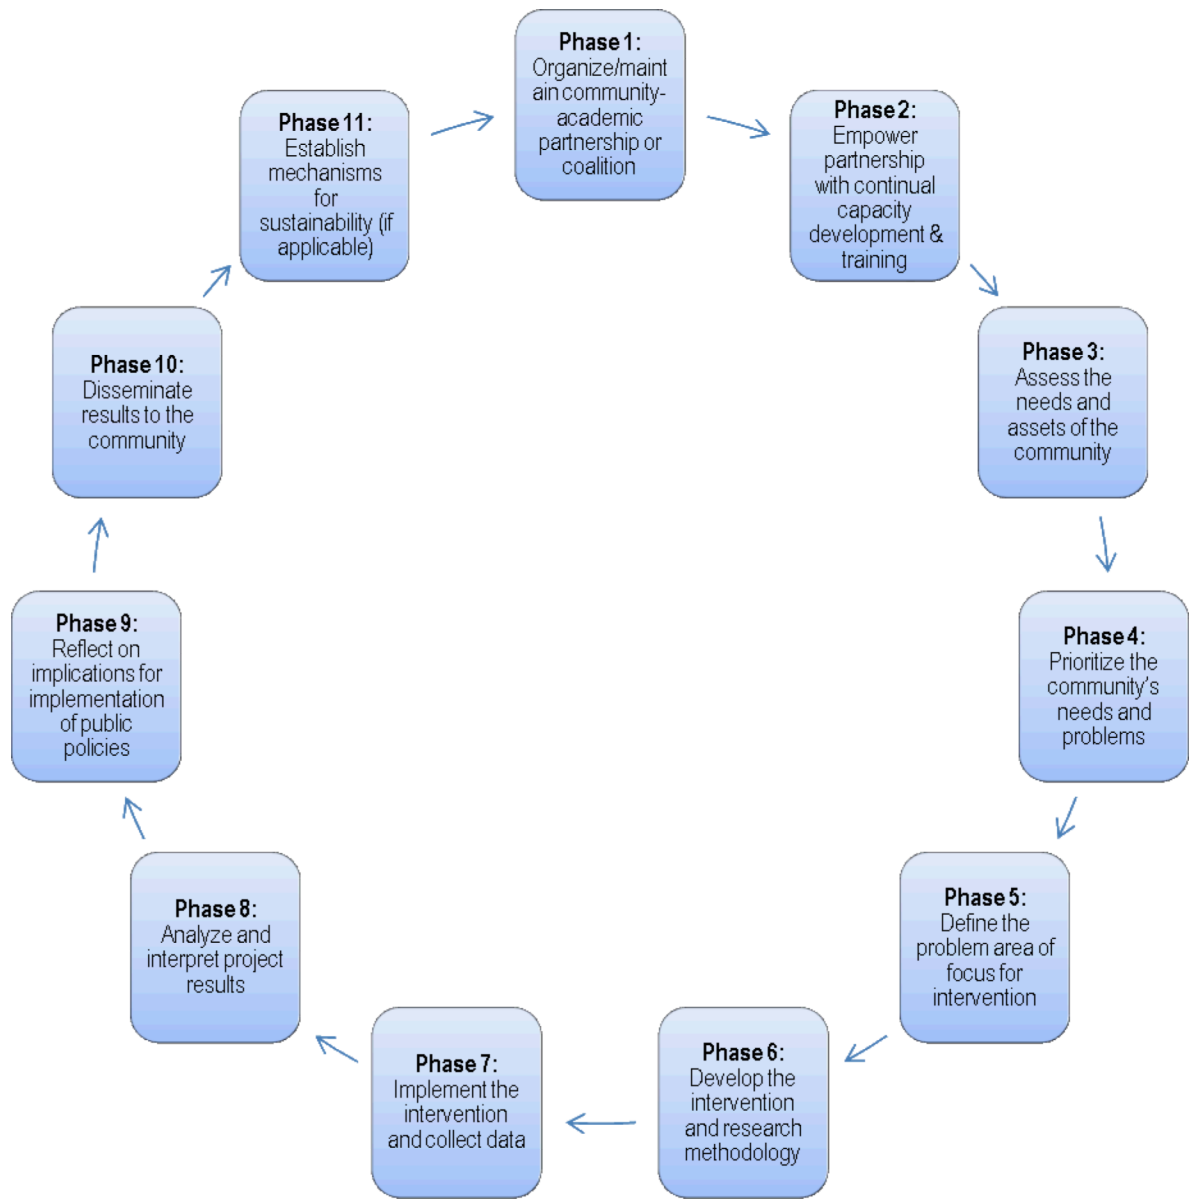 Phase 1:
Organize/maint
ain community-
academic
partnership or
coalition
Phase 2:
Empower
partnership
with continual
capacity
development &
training
Phase 3:
Assess the
needs and
assets of the
community
Phase 4:
Prioritize the
community's
needs and
problems
Phase 5:
Define the
problem area of
focus for
intervention
Phase 6:
Develop the
intervention
and research
methodology
Phase 7:
Implement the
intervention
and collect data
Phase 8:
Analyze and
interpret project
results
Phase 9:
Reflect on
implications for
implementation
of public
policies
Phase 10:
Disseminate
results to the
community
Phase 11:
Establish
mechanisms
for
sustainability (if
applicable)